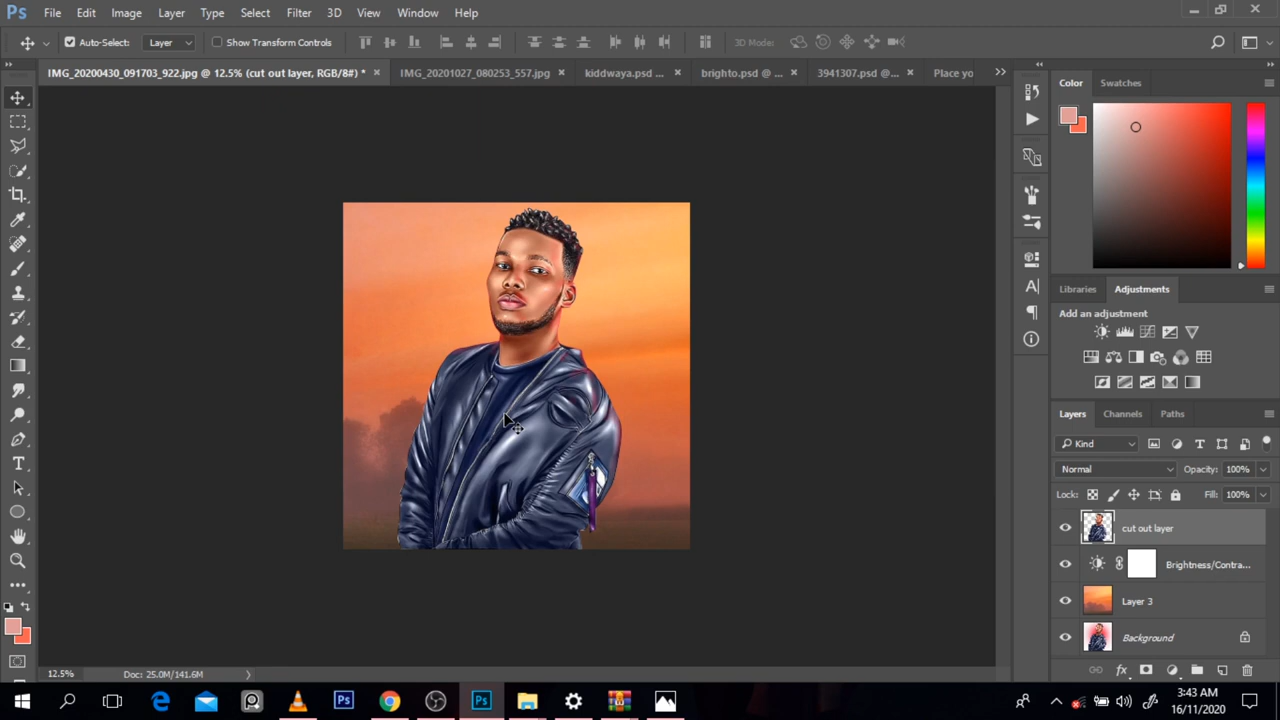 Ps File Edit Image Layer Type Select Filter 3D View Window Help
Auto-Select: Layer Show Transform Controls 3D Mode:
IMG_20200430_091703_922.jpg @ 12.5% (cut out layer, RGB/8#) * × IMG_20201027_080253_557.jpg × kiddwaya.psd ... × brighto.psd @ ... × 3941307.psd @... × Place yo
Color Swatches
Libraries Adjustments
Add an adjustment
Layers Channels Paths
Kind
Normal Opacity: 100%
Lock: Fill: 100%
cut out layer
Brightness/Contra...
Layer 3
Background
12.5% Doc: 25.0M/141.6M
Ps Ps
3:43 AM
16/11/2020